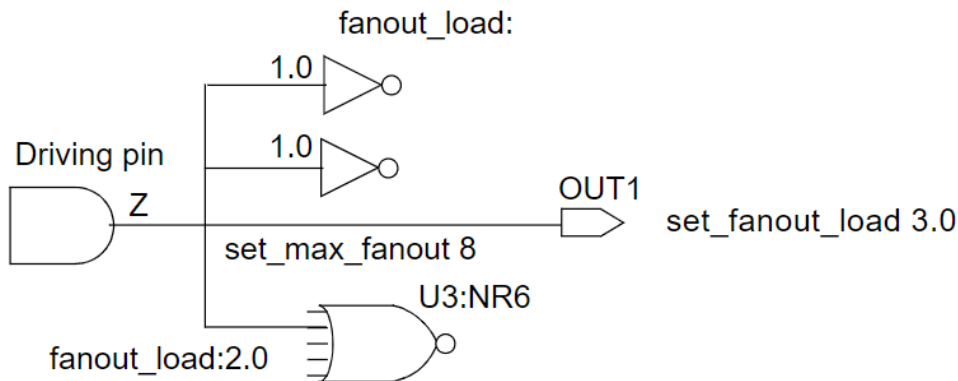 fanout_load:
1.0
1.0
Driving pin
Z
OUT1
set_fanout_load 3.0
set_max_fanout 8
U3:NR6
fanout_load:2.0